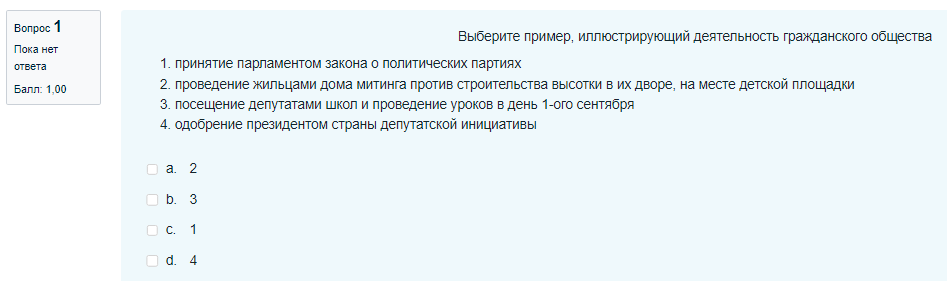 Вопрос 1
Пока нет
ответа
Балл: 1,00
Выберите пример, иллюстрирующий деятельность гражданского общества
1. принятие парламентом закона о политических партиях
2. проведение жильцами дома митинга против строительства высотки в их дворе, на месте детской площадки
3. посещение депутатами школ и проведение уроков в день 1-ого сентября
4. одобрение президентом страны депутатской инициативы
a. 2
b. 3
c. 1
d. 4